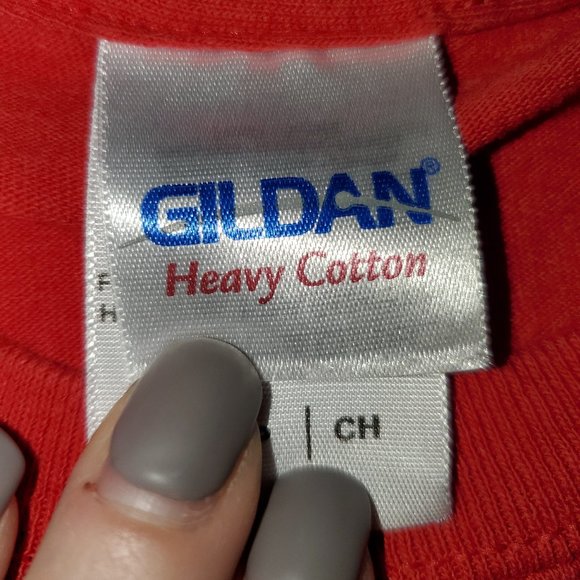 GILDAN®
Heavy Cotton
F
H
| CH